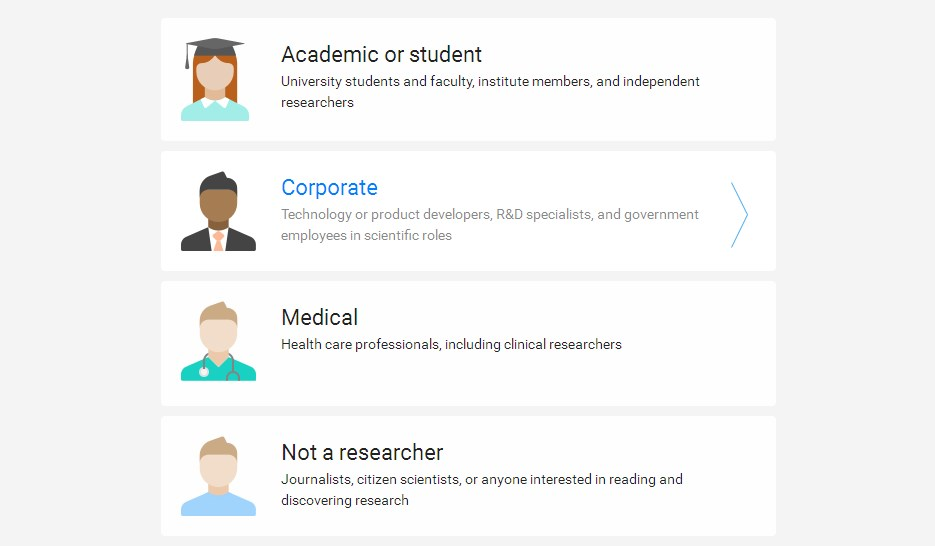 Academic or student
University students and faculty, institute members, and independent
researchers
Corporate
Technology or product developers, R&D specialists, and government
employees in scientific roles
Medical
Health care professionals, including clinical researchers
Not a researcher
Journalists, citizen scientists, or anyone interested in reading and
discovering research